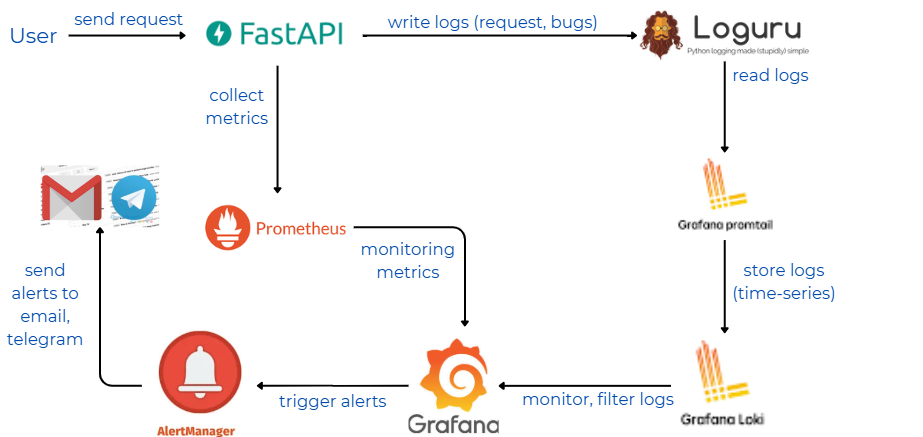 User
send request
FastAPI
write logs (request, bugs)
Loguru
Python logging made (stupidly) simple
collect
metrics
read logs
Grafana promtail
Prometheus
monitoring
metrics
send
alerts to
email,
telegram
store logs
(time-series)
AlertManager
trigger alerts
Grafana
monitor, filter logs
Grafana Loki